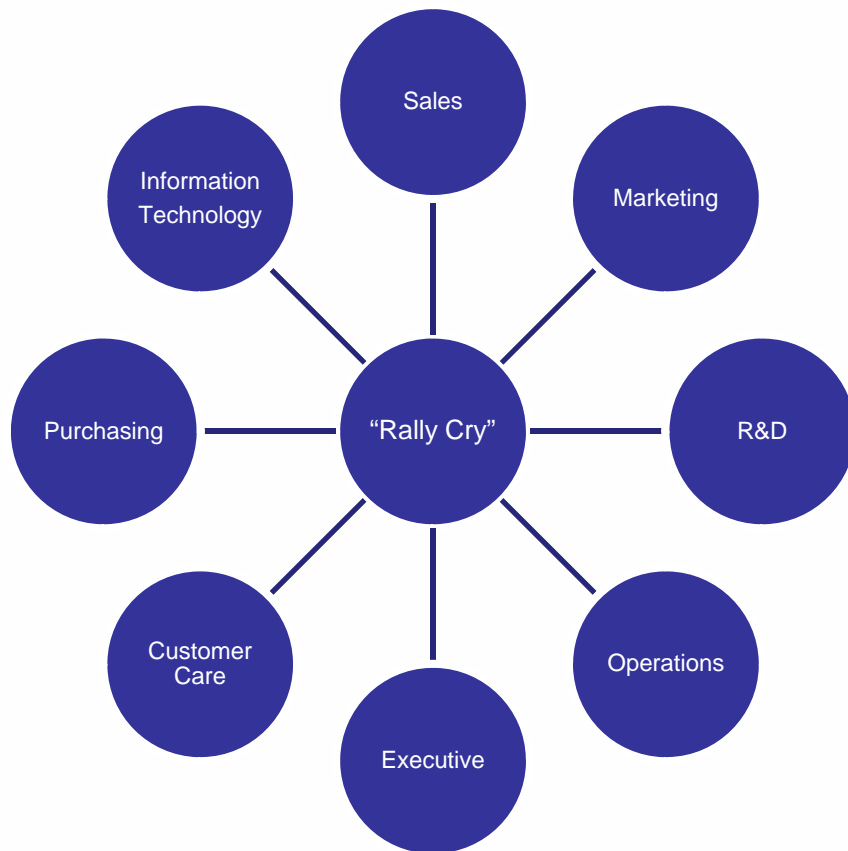 Sales
Information
Technology
Marketing
Purchasing
“Rally Cry”
R&D
Customer
Care
Operations
Executive